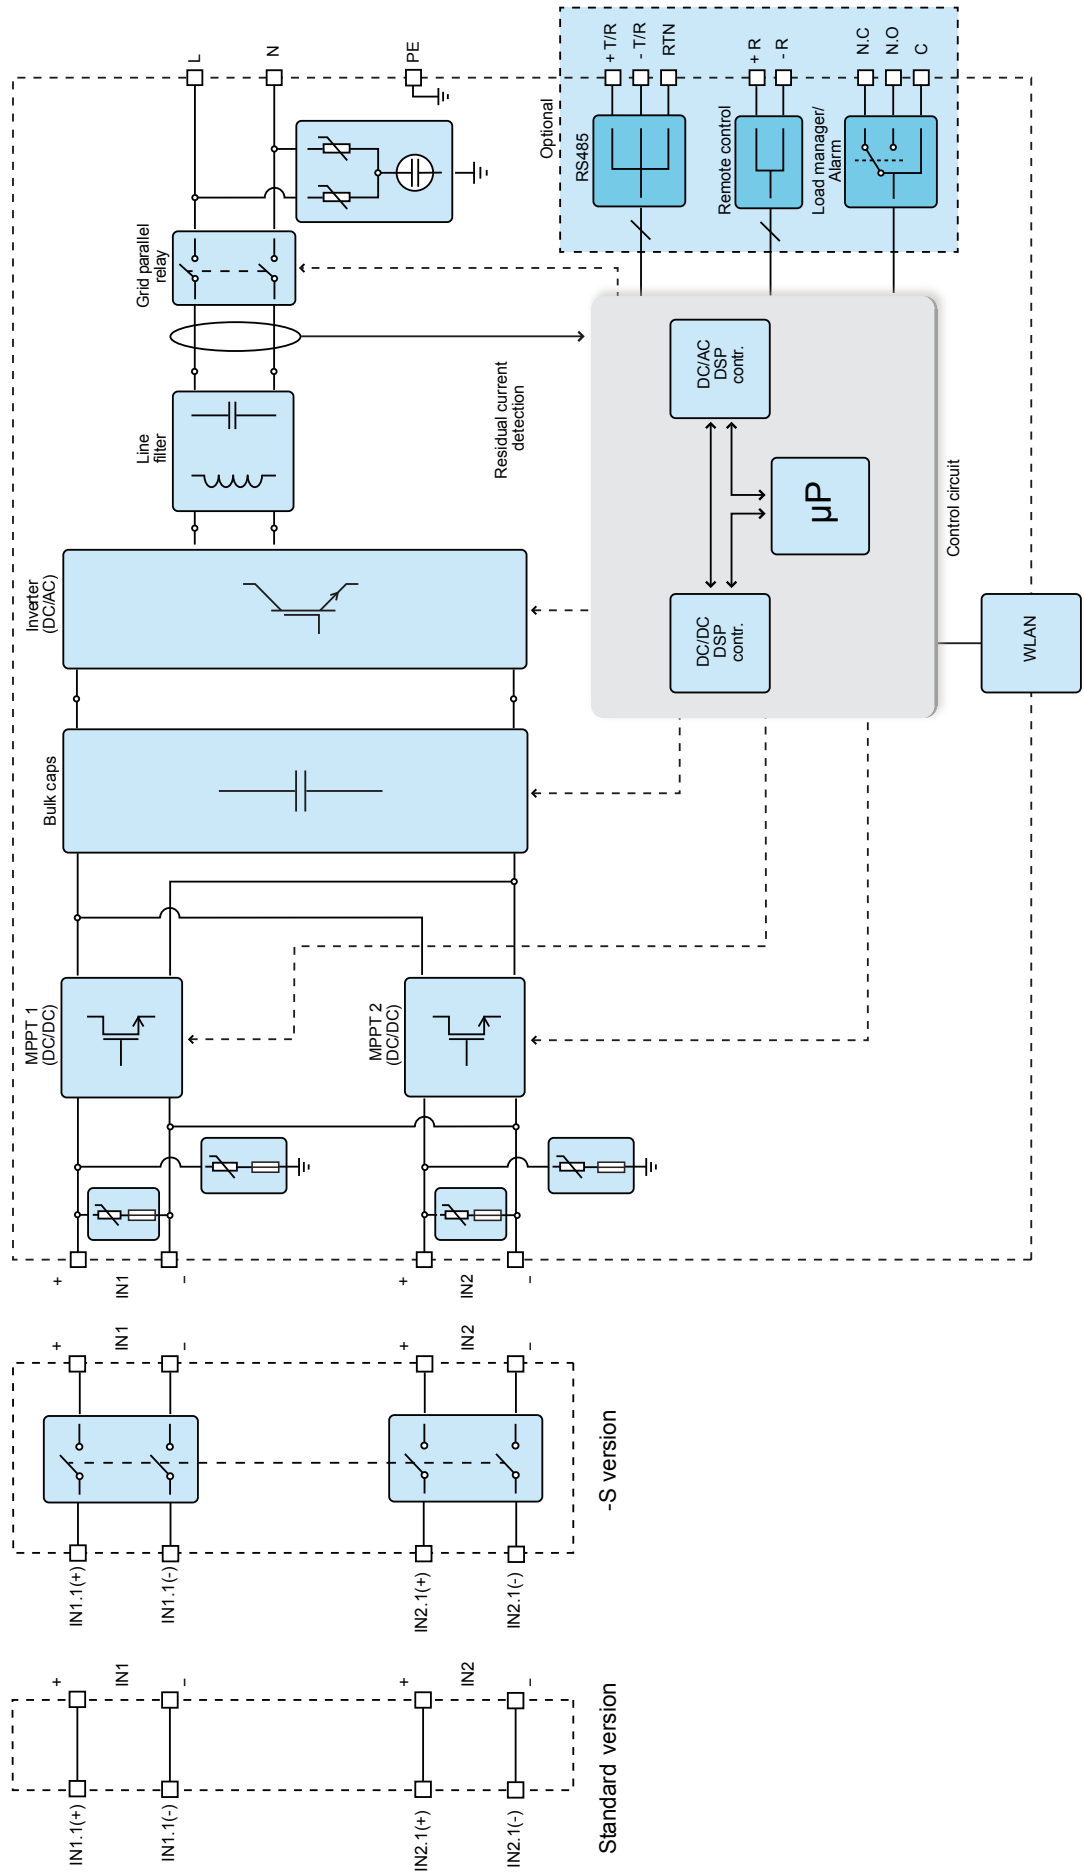 Standard version
IN1.1(+)
IN1.1(-)
IN2.1(+)
IN2.1(-)
+
IN1
–
+
IN2
–
-S version
IN1.1(+)
IN1.1(-)
IN2.1(+)
IN2.1(-)
+
IN1
–
+
IN2
–
+
IN1
–
+
IN2
–
MPPT 1
(DC/DC)
MPPT 2
(DC/DC)
Bulk caps
Inverter
(DC/AC)
Line
filter
Grid parallel
relay
L
N
PE
Residual current
detection
DC/DC
DSP
contr.
µP
DC/AC
DSP
contr.
Control circuit
WLAN
Optional
RS485
Remote control
Load manager/
Alarm
+ T/R
- T/R
RTN
+ R
- R
N.C
N.O
C